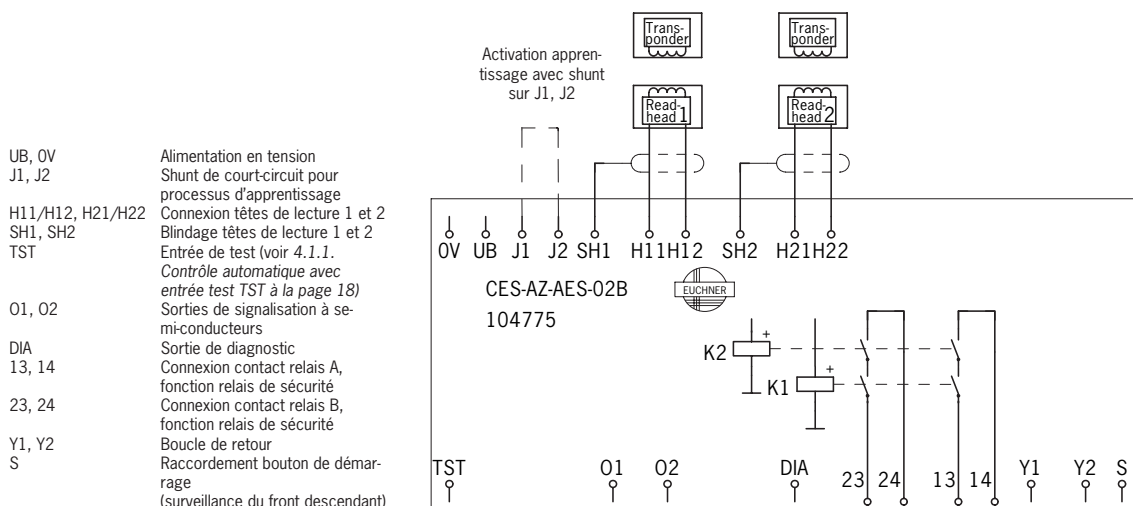 Trans-
ponder
Trans-
ponder
Activation appren-
tissage avec shunt
sur J1, J2
Read-
head 1
Read-
head 2
UB, 0V Alimentation en tension
J1, J2 Shunt de court-circuit pour
processus d'apprentissage
H11/H12, H21/H22 Connexion têtes de lecture 1 et 2
SH1, SH2 Blindage têtes de lecture 1 et 2
TST Entrée de test (voir 4.1.1.
Contrôle automatique avec
entrée test TST à la page 18)
O1, O2 Sorties de signalisation à se-
mi-conducteurs
DIA Sortie de diagnostic
13, 14 Connexion contact relais A,
fonction relais de sécurité
23, 24 Connexion contact relais B,
fonction relais de sécurité
Y1, Y2 Boucle de retour
S Raccordement bouton de démar-
rage
(surveillance du front descendant)
0V UB J1 J2 SH1 H11 H12 SH2 H21 H22
CES-AZ-AES-02B
EUCHNER
104775
K2 +
K1 +
TST O1 O2 DIA 23 24 13 14 Y1 Y2 S